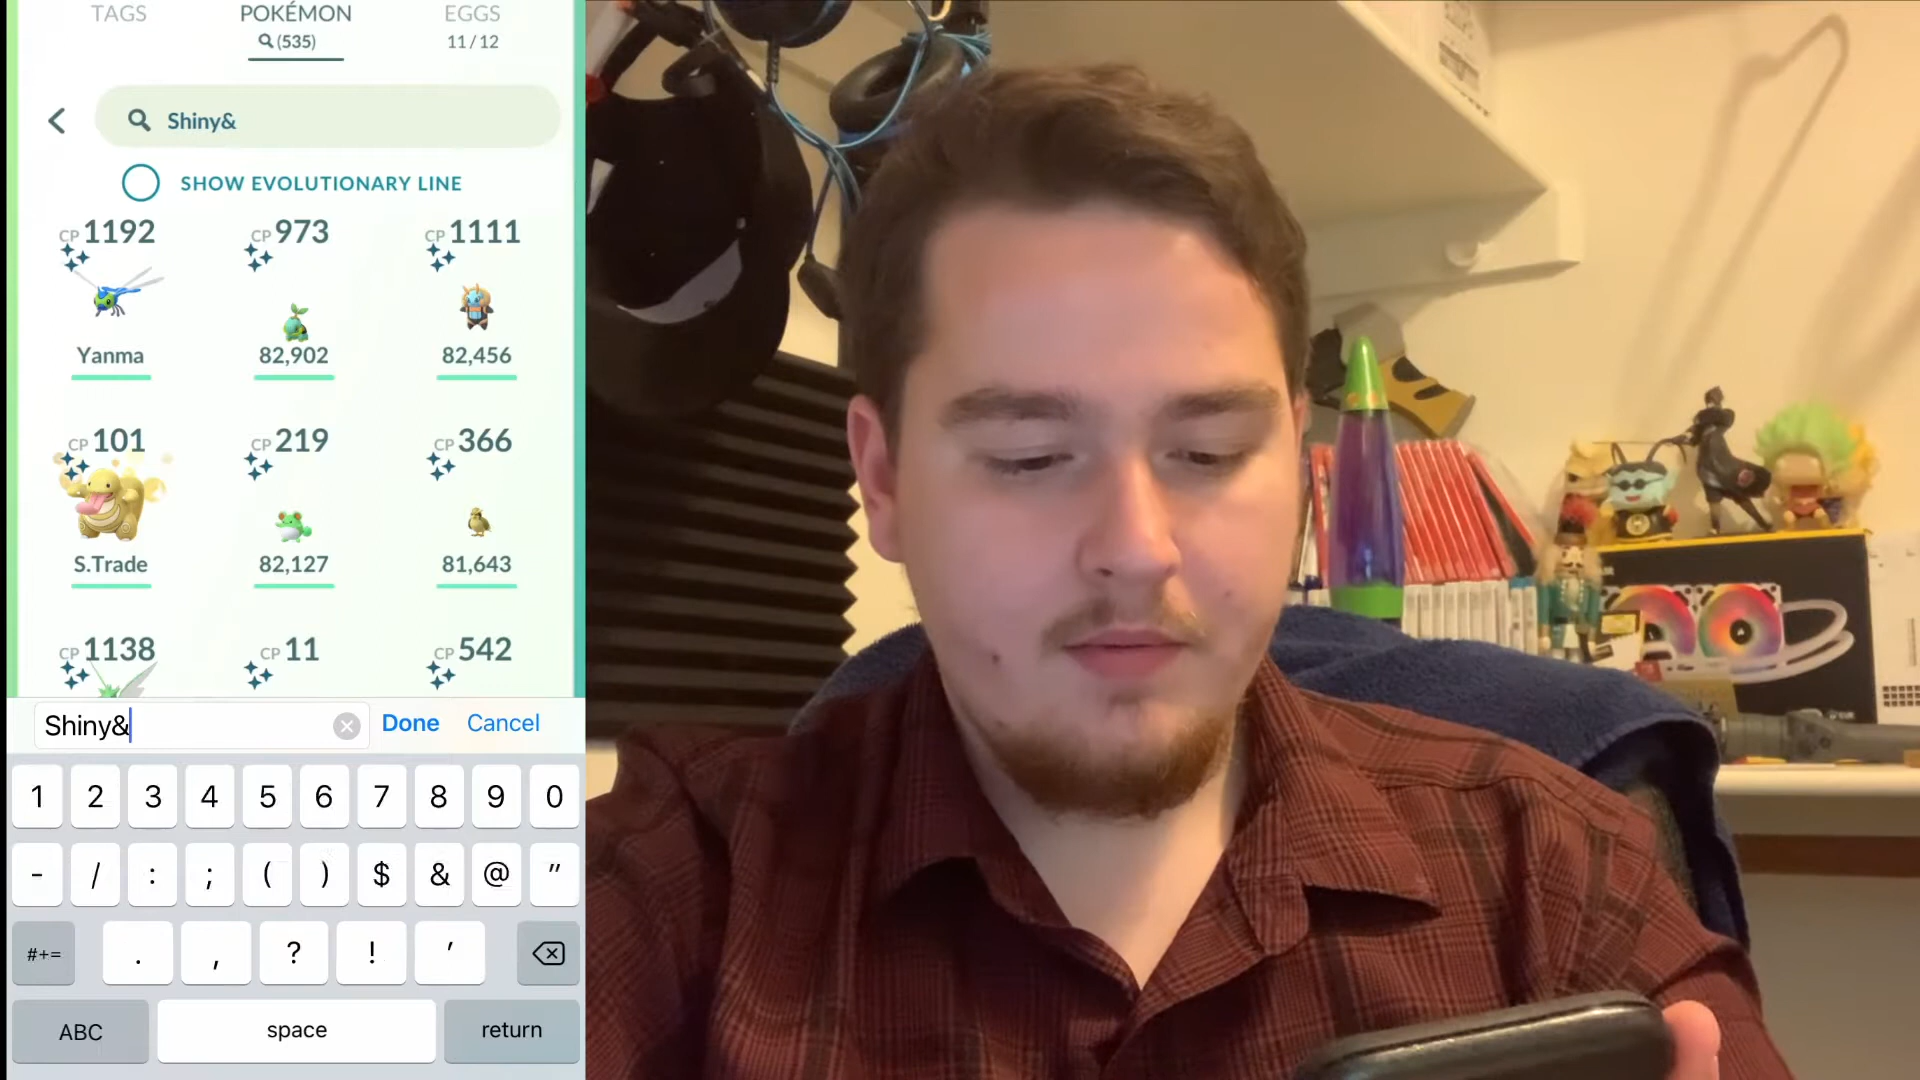 TAGS
POKÉMON
EGGS
(535)
11 / 12
Shiny&
SHOW EVOLUTIONARY LINE
CP 1192
CP 973
CP 1111
Yanma
82,902
82,456
CP 101
CP 219
CP 366
S.Trade
82,127
81,643
CP 1138
CP 11
CP 542
Shiny&
Done
Cancel
1 2 3 4 5 6 7 8 9 0
- / : ; ( ) $ & @ "
#+= . , ? ! '
ABC space return